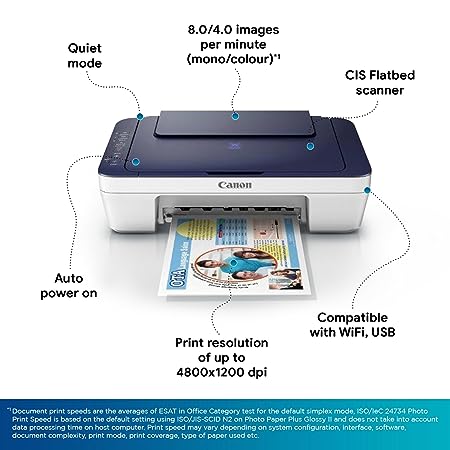 8.0/4.0 images
per minute
(mono/colour)*¹
Quiet
mode
CIS Flatbed
scanner
Canon
Auto
power on
Compatible
with WiFi, USB
Print resolution
of up to
4800x1200 dpi
*¹Document print speeds are the averages of ESAT in Office Category test for the default simplex mode, ISO/IeC 24734 Photo
Print Speed is based on the default setting using ISO/JIS-SCID N2 on Photo Paper Plus Glossy II and does not take into account
data processing time on host computer. Print speed may vary depending on system configuration, interface, software,
document complexity, print mode, print coverage, type of paper used etc.